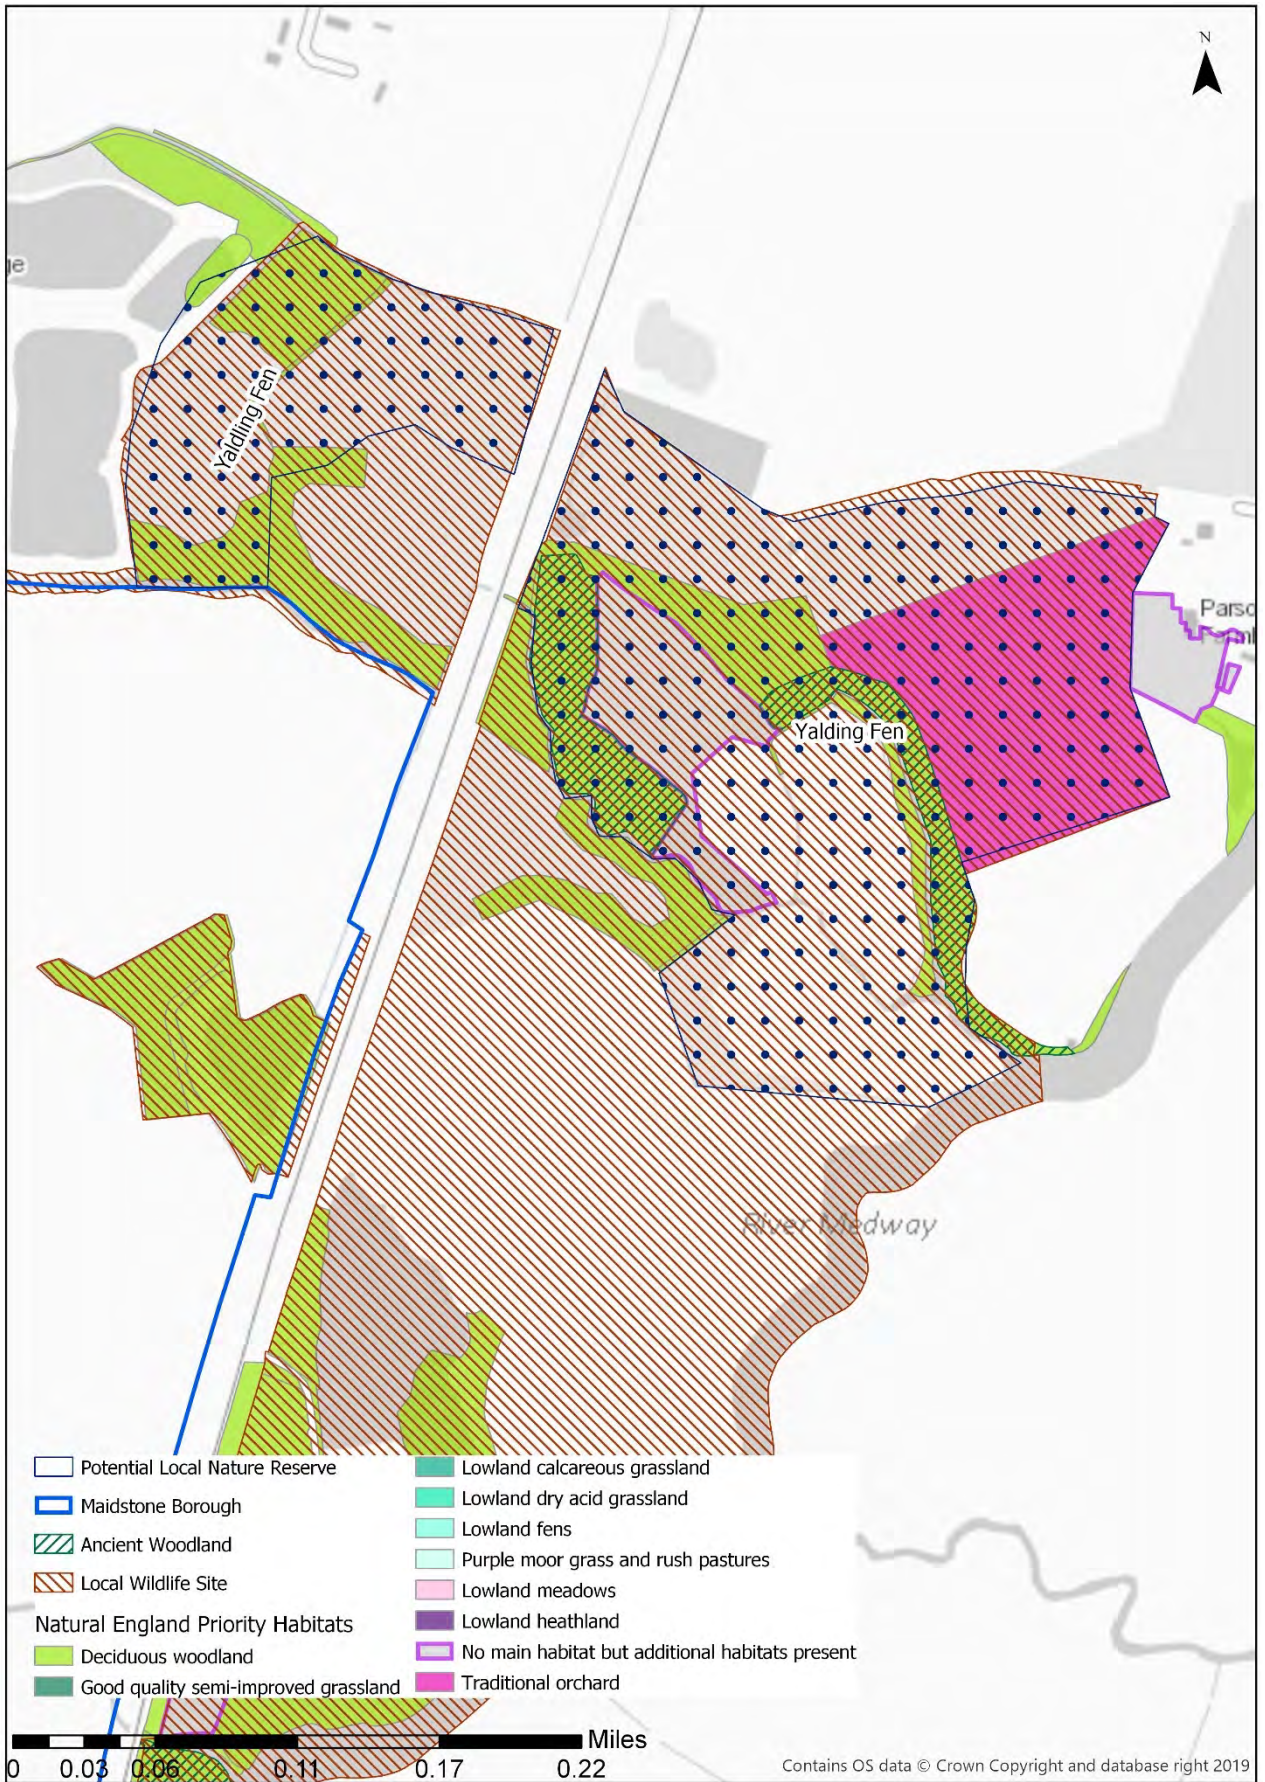 N
ge
Yaldling Fen
Parso
Yalding Fen
River Medway
Potential Local Nature Reserve
Maidstone Borough
Ancient Woodland
Local Wildlife Site
Natural England Priority Habitats
Deciduous woodland
Good quality semi-improved grassland
Lowland calcareous grassland
Lowland dry acid grassland
Lowland fens
Purple moor grass and rush pastures
Lowland meadows
Lowland heathland
No main habitat but additional habitats present
Traditional orchard
Miles
0 0.03 0.06 0.11 0.17 0.22
Contains OS data © Crown Copyright and database right 2019